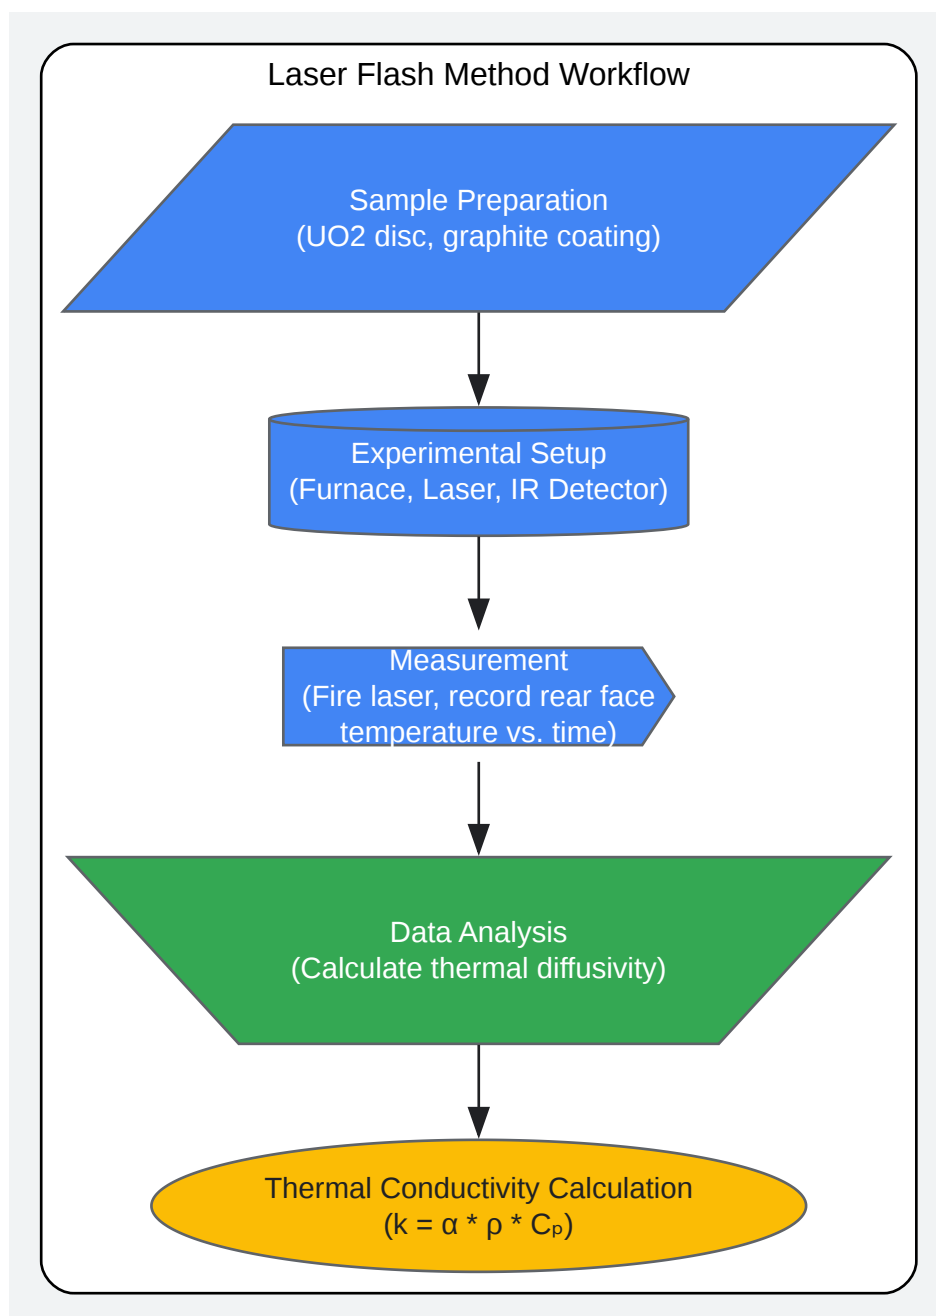 Laser Flash Method Workflow
Sample Preparation
(UO2 disc, graphite coating)
Experimental Setup
(Furnace, Laser, IR Detector)
Measurement
(Fire laser, record rear face
temperature vs. time)
Data Analysis
(Calculate thermal diffusivity)
Thermal Conductivity Calculation
(k = α * ρ * Cₚ)